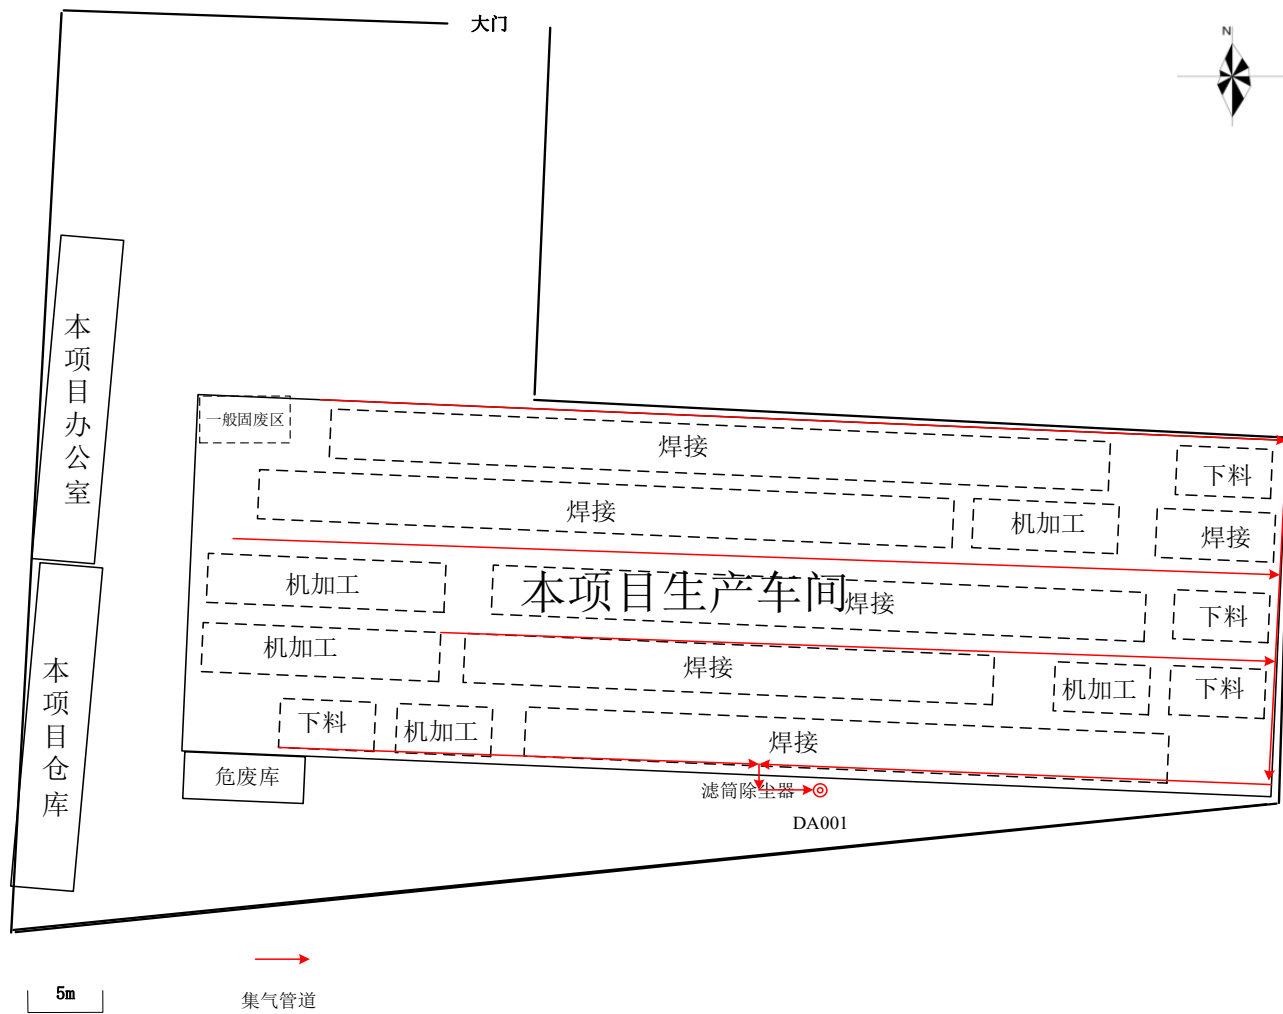 大门
N
本项目办公室
一般固废区
焊接
下料
焊接
机加工
焊接
机加工
本项目生产车间
焊接
下料
机加工
焊接
机加工
下料
本项目仓库
下料
机加工
焊接
危废库
滤筒除尘器
DA001
5m
集气管道